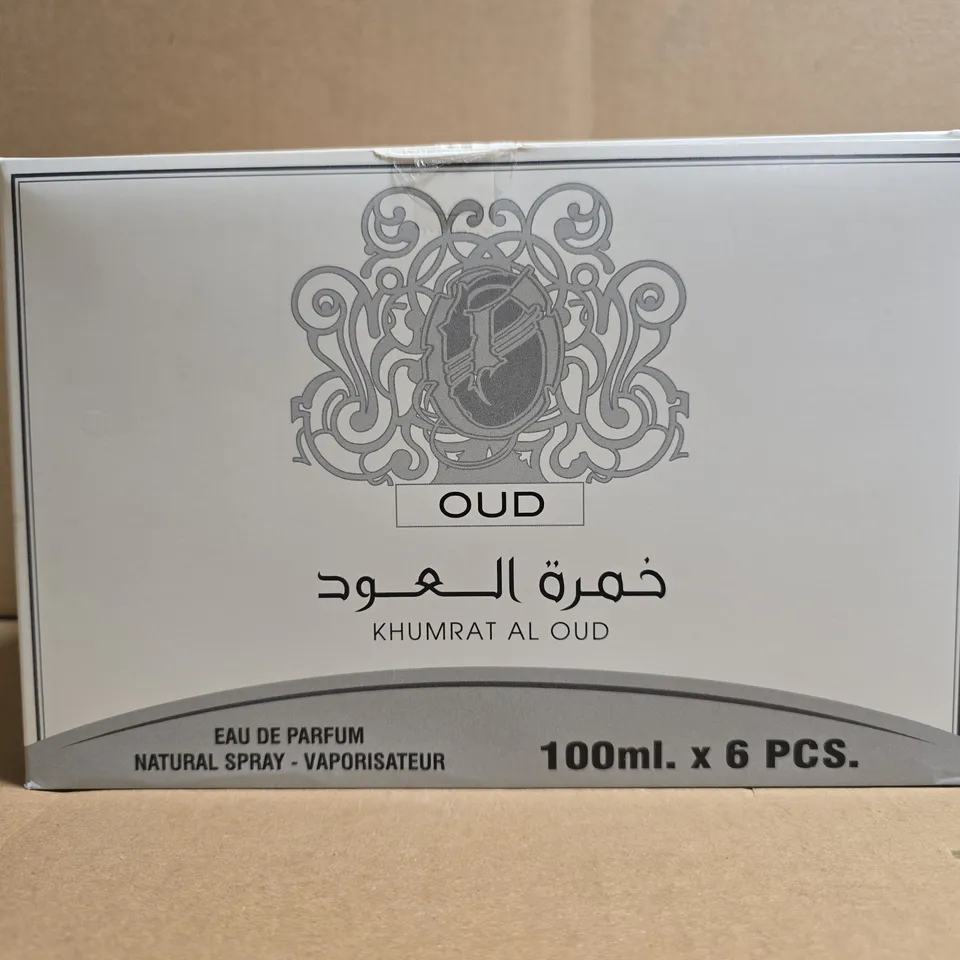 OUD
خمرة العود
KHUMRAT AL OUD
EAU DE PARFUM
NATURAL SPRAY - VAPORISATEUR
100ml. x 6 PCS.